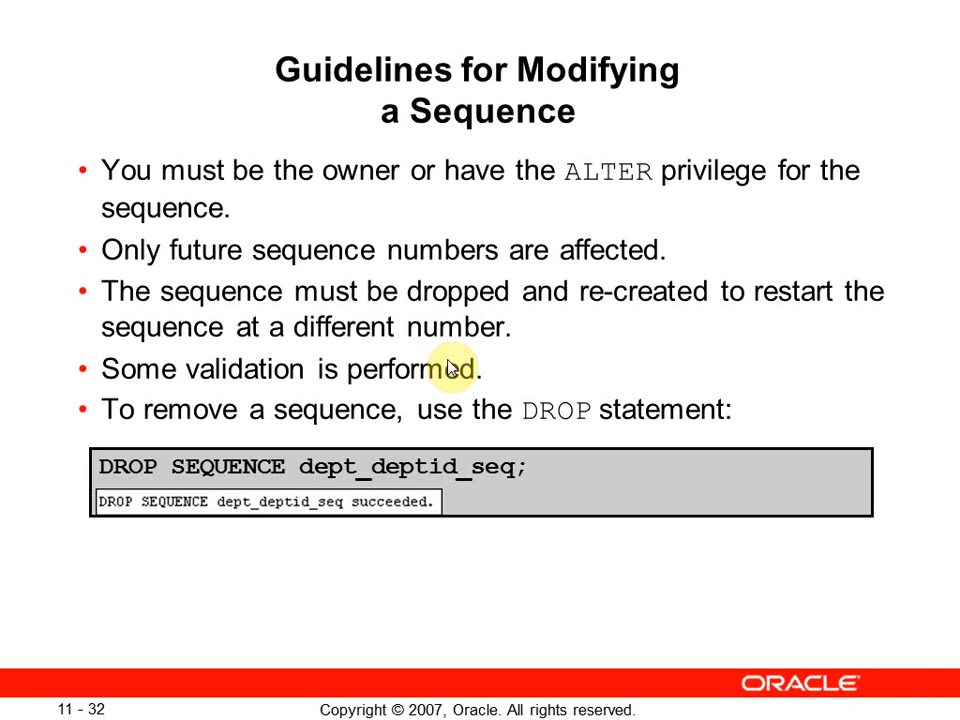 Guidelines for Modifying
a Sequence
• You must be the owner or have the ALTER privilege for the
sequence.
• Only future sequence numbers are affected.
• The sequence must be dropped and re-created to restart the
sequence at a different number.
• Some validation is performed.
• To remove a sequence, use the DROP statement:
DROP SEQUENCE dept_deptid_seq;
DROP SEQUENCE dept_deptid_seq succeeded.
ORACLE
11 - 32
Copyright © 2007, Oracle. All rights reserved.